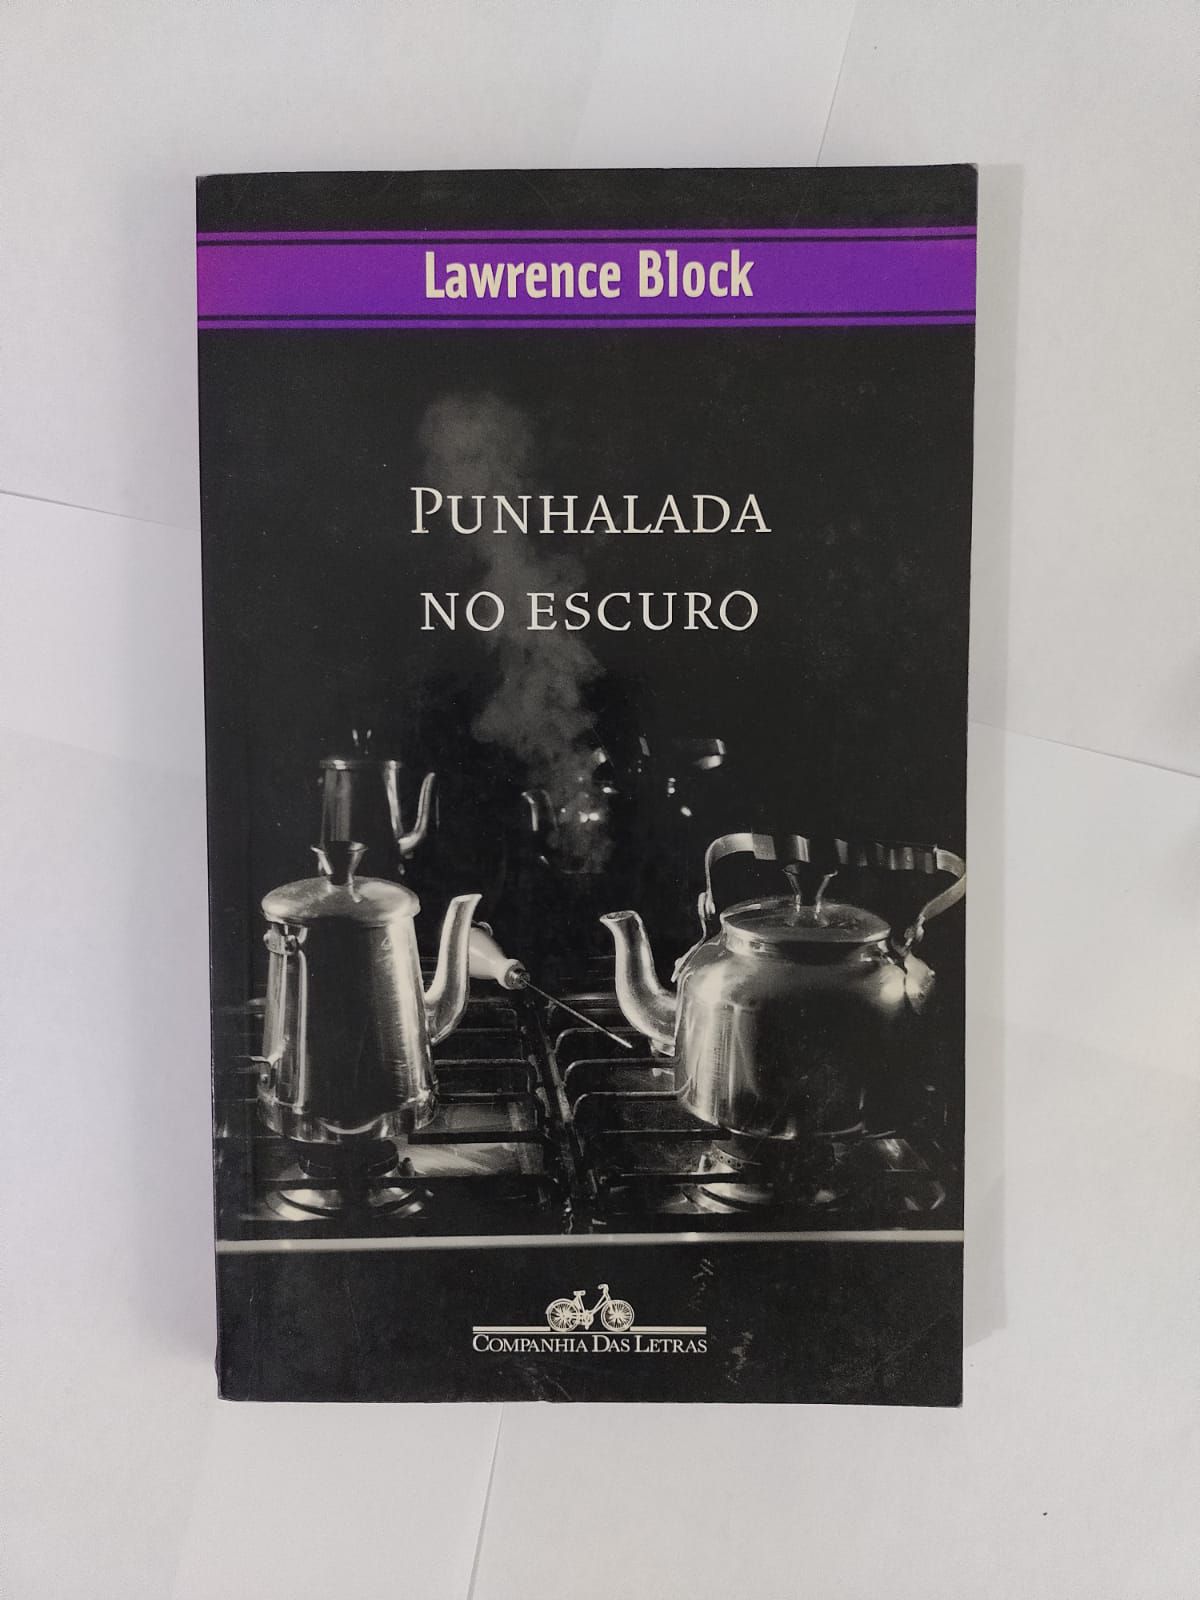 Lawrence Block
PUNHALADA
NO ESCURO
COMPANHIA DAS LETRAS